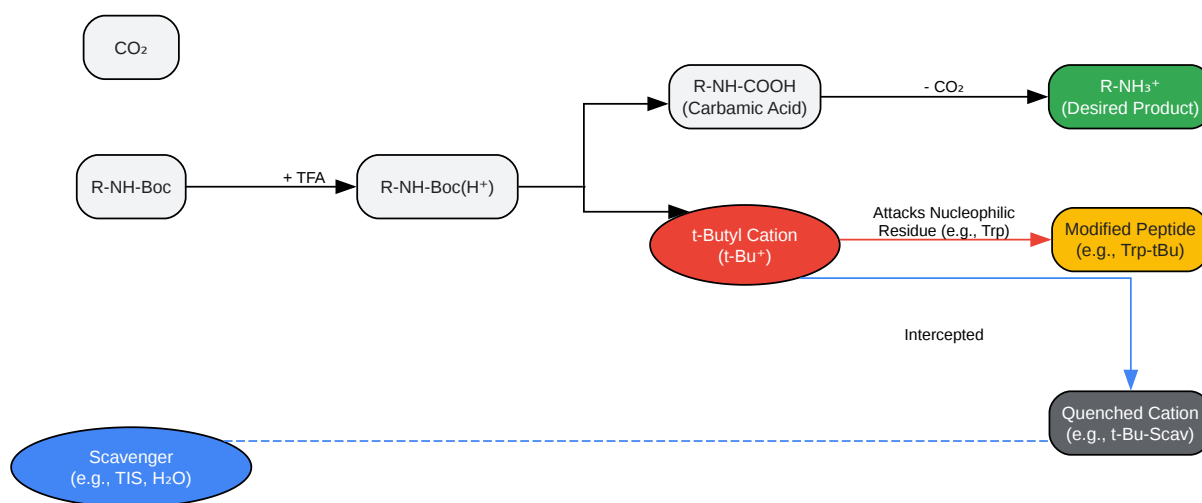 CO₂
R-NH-COOH
(Carbamic Acid)
- CO₂
R-NH₃⁺
(Desired Product)
R-NH-Boc
+ TFA
R-NH-Boc(H⁺)
t-Butyl Cation
(t-Bu⁺)
Attacks Nucleophilic
Residue (e.g., Trp)
Modified Peptide
(e.g., Trp-tBu)
Intercepted
Quenched Cation
(e.g., t-Bu-Scav)
Scavenger
(e.g., TIS, H₂O)